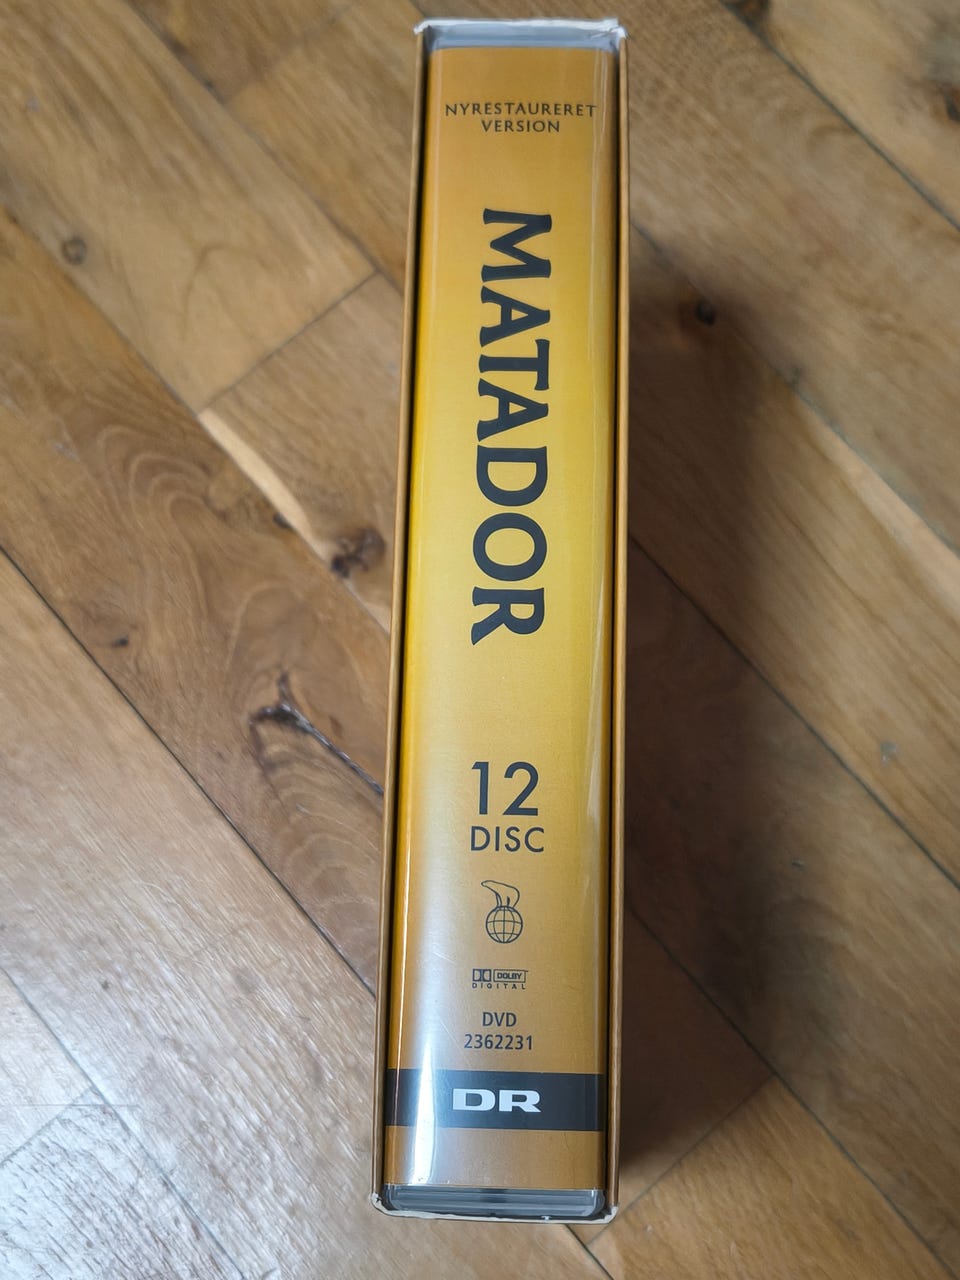 NYRESTAURERET
VERSION
MATADOR
12
DISC
DOLBY
DIGITAL
DVD
2362231
DR